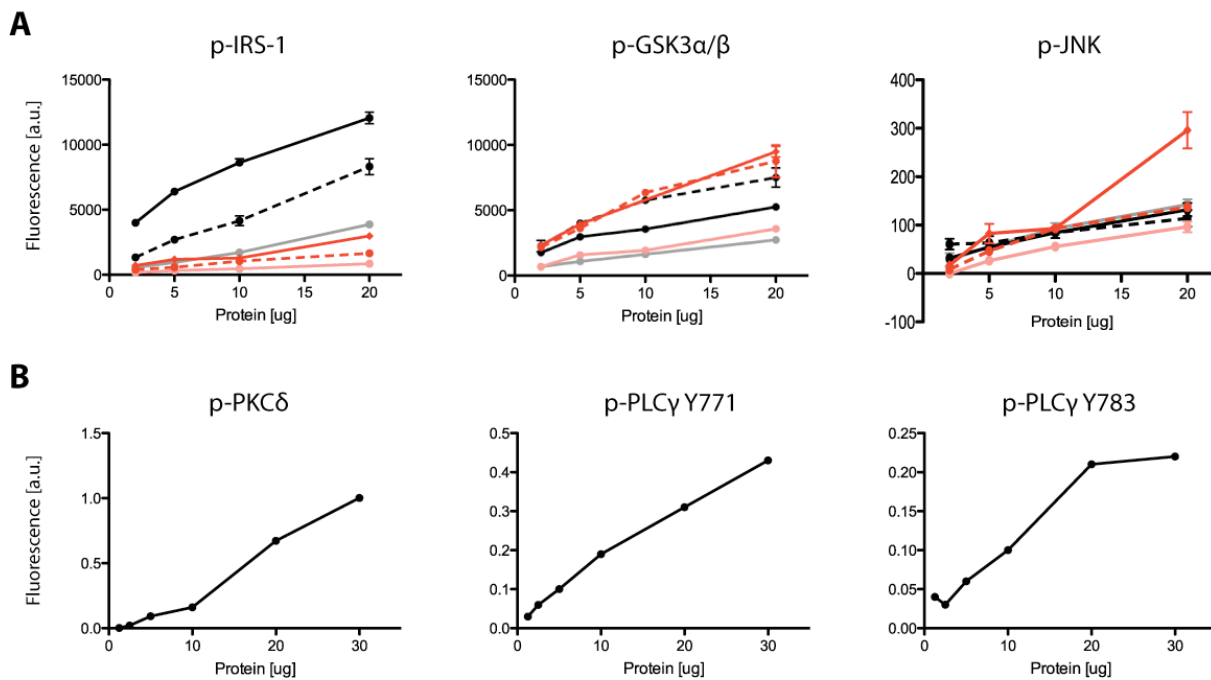 A
p-IRS-1
p-GSK3α/β
p-JNK
Fluorescence [a.u.]
15000
10000
5000
0
0 5 10 15 20
Protein [ug]
15000
10000
5000
0
0 5 10 15 20
Protein [ug]
400
300
200
100
0
-100
5 10 15 20
Protein [ug]
B
p-PKCδ
p-PLCγ Y771
p-PLCγ Y783
Fluorescence [a.u.]
1.5
1.0
0.5
0.0
0 10 20 30
Protein [ug]
0.5
0.4
0.3
0.2
0.1
0.0
0 10 20 30
Protein [ug]
0.25
0.20
0.15
0.10
0.05
0.00
0 10 20 30
Protein [ug]